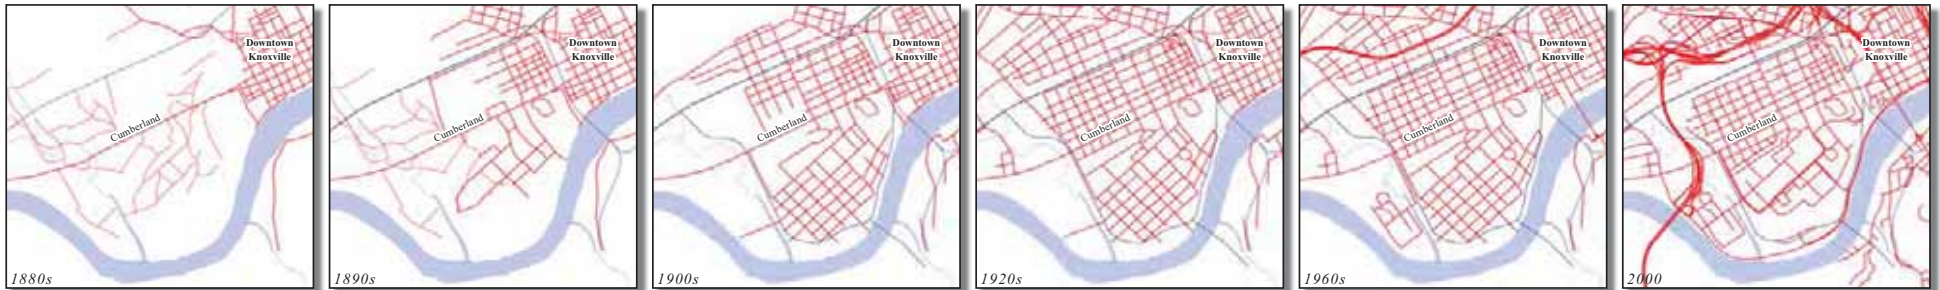 Downtown
Knoxville
Cumberland
1880s
Downtown
Knoxville
Cumberland
1890s
Downtown
Knoxville
Cumberland
1900s
Downtown
Knoxville
Cumberland
1920s
Downtown
Knoxville
Cumberland
1960s
Downtown
Knoxville
Cumberland
2000